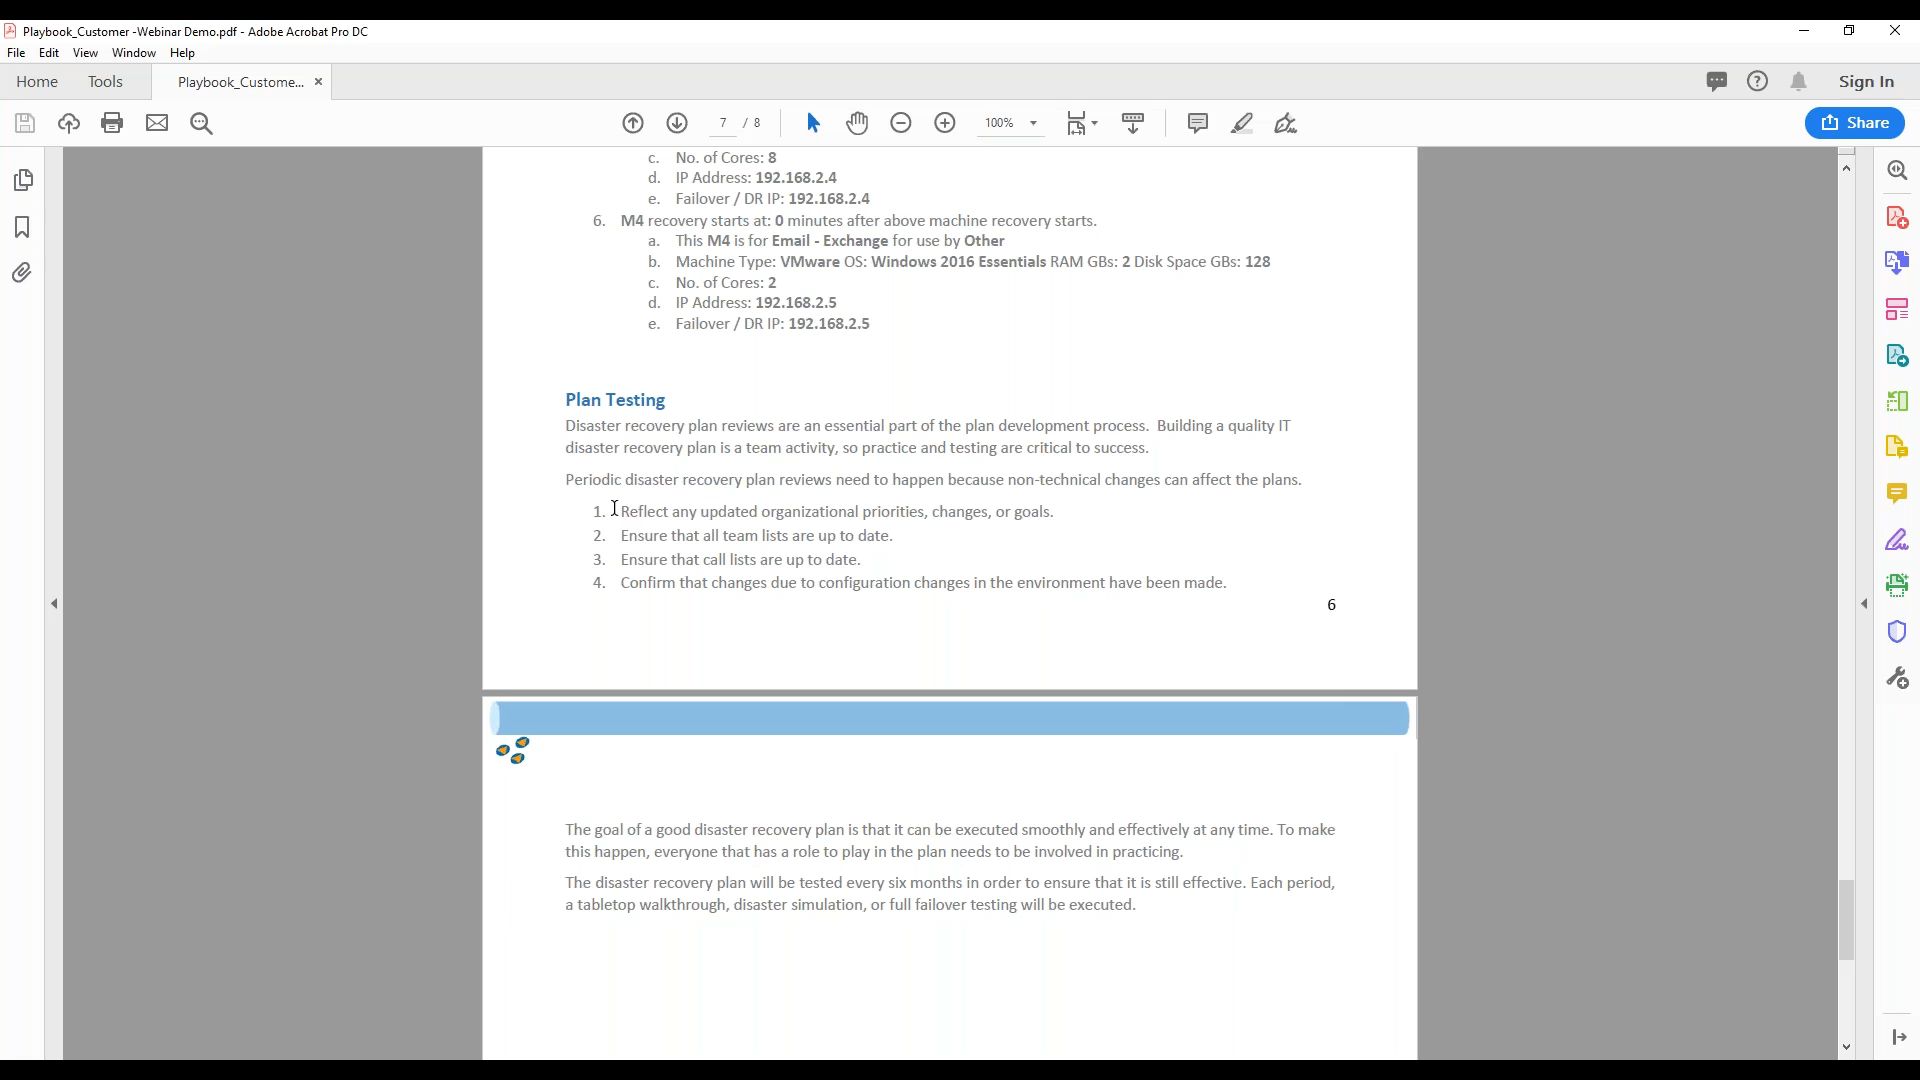 Playbook_Customer -Webinar Demo.pdf - Adobe Acrobat Pro DC
File Edit View Window Help
Home Tools Playbook_Custome... ×
Sign In
7 / 8
100%
Share
c. No. of Cores: 8
d. IP Address: 192.168.2.4
e. Failover / DR IP: 192.168.2.4
6. M4 recovery starts at: 0 minutes after above machine recovery starts.
a. This M4 is for Email - Exchange for use by Other
b. Machine Type: VMware OS: Windows 2016 Essentials RAM GBs: 2 Disk Space GBs: 128
c. No. of Cores: 2
d. IP Address: 192.168.2.5
e. Failover / DR IP: 192.168.2.5
Plan Testing
Disaster recovery plan reviews are an essential part of the plan development process. Building a quality IT
disaster recovery plan is a team activity, so practice and testing are critical to success.
Periodic disaster recovery plan reviews need to happen because non-technical changes can affect the plans.
1. Reflect any updated organizational priorities, changes, or goals.
2. Ensure that all team lists are up to date.
3. Ensure that call lists are up to date.
4. Confirm that changes due to configuration changes in the environment have been made.
6
The goal of a good disaster recovery plan is that it can be executed smoothly and effectively at any time. To make
this happen, everyone that has a role to play in the plan needs to be involved in practicing.
The disaster recovery plan will be tested every six months in order to ensure that it is still effective. Each period,
a tabletop walkthrough, disaster simulation, or full failover testing will be executed.